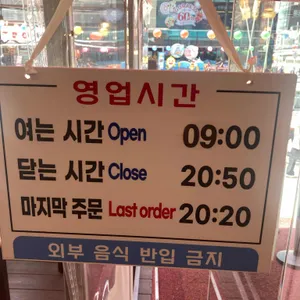 영업시간
여는 시간 Open 09:00
닫는 시간 Close 20:50
마지막 주문 Last order 20:20
외부 음식 반입 금지